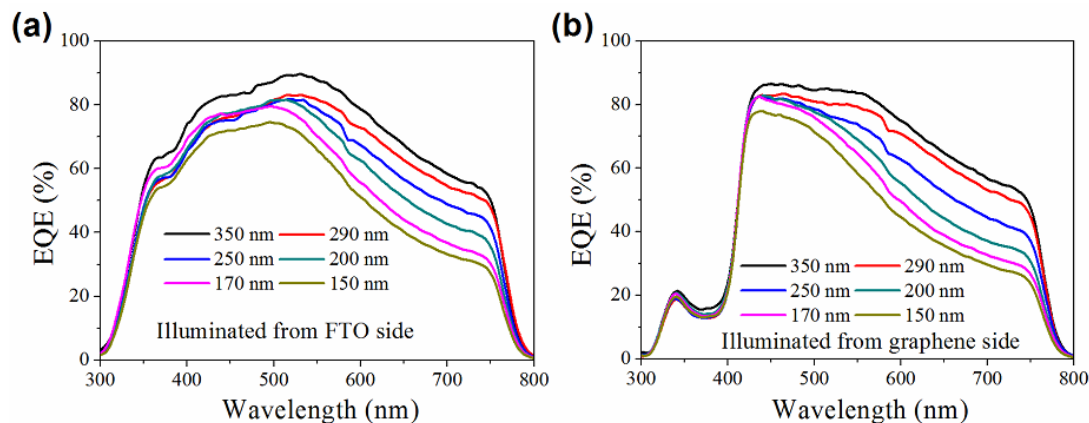 (a)
100
80
60
40
20
0
EQE (%)
350 nm 290 nm
250 nm 200 nm
170 nm 150 nm
Illuminated from FTO side
300 400 500 600 700 800
Wavelength (nm)
(b)
100
80
60
40
20
0
EQE (%)
350 nm 290 nm
250 nm 200 nm
170 nm 150 nm
Illuminated from graphene side
300 400 500 600 700 800
Wavelength (nm)